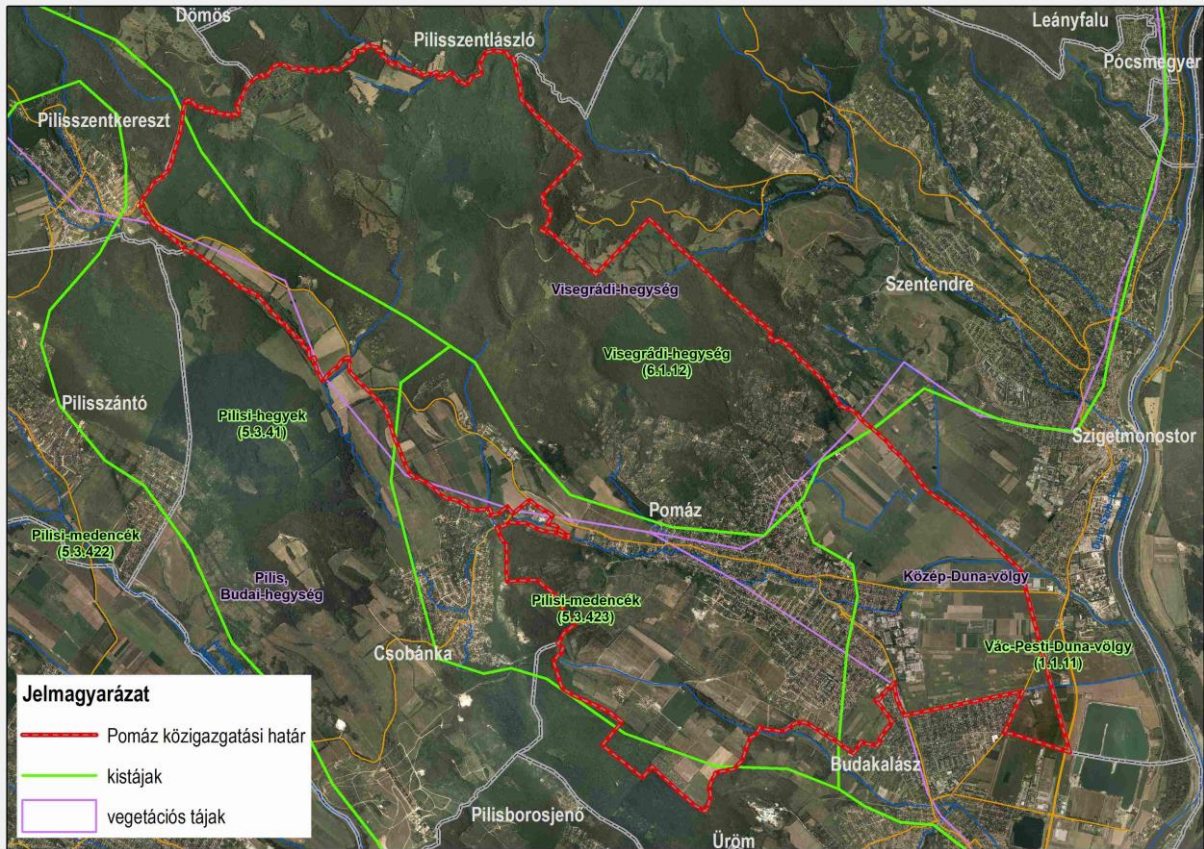 Dömös
Pilisszentlászló
Leányfalu
Pócsmegyer
Pilisszentkereszt
Visegrádi-hegység
Szentendre
Visegrádi-hegység
(6.1.12)
Pilisszántó
Pilisi-hegyek
(5.3.41)
Szigetmonostor
Pomáz
Pilisi-medencék
(5.3.422)
Pilis,
Budai-hegység
Közép-Duna-völgy
Pilisi-medencék
(5.3.423)
Csobánka
Vác-Pesti-Duna-völgy
(1.1.11)
Jelmagyarázat
Pomáz közigazgatási határ
kistájak
vegetációs tájak
Budakalász
Pilisborosjenő
Üröm